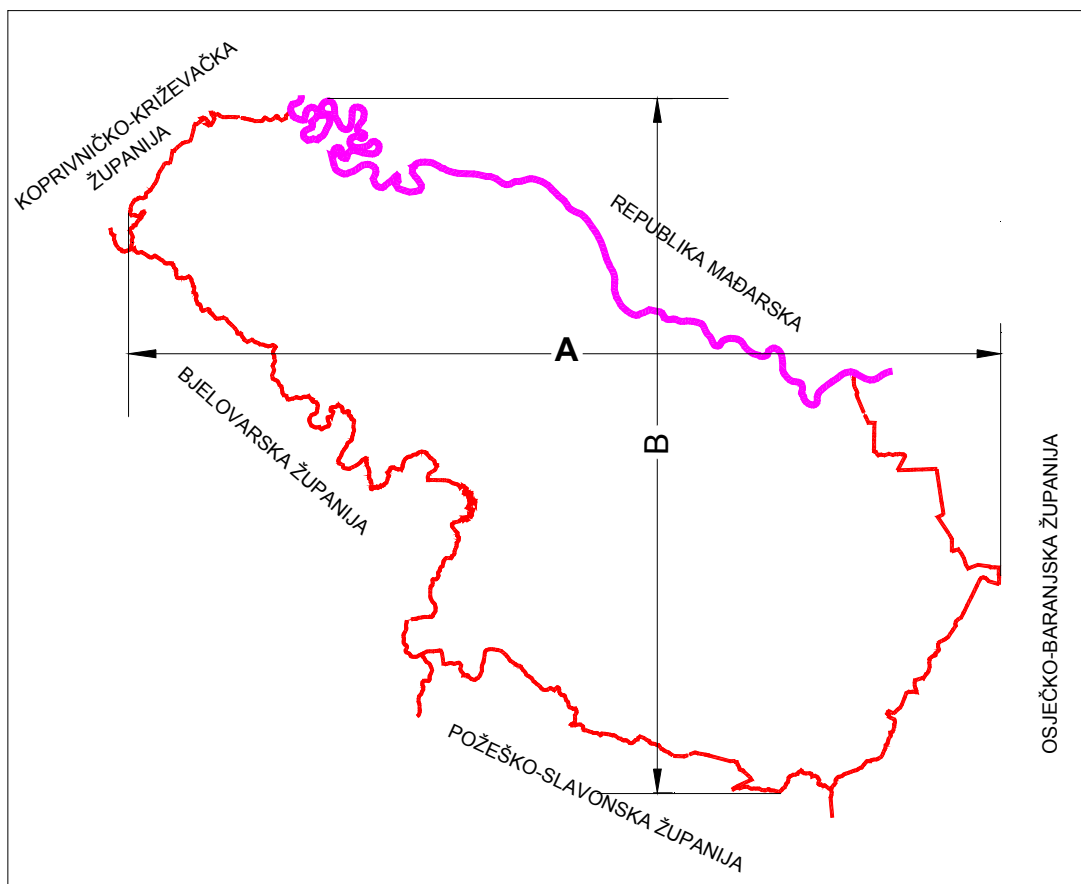 KOPRIVNIČKO-KRIŽEVAČKA
ŽUPANIJA
REPUBLIKA MAĐARSKA
A
B
BJELOVARSKA ŽUPANIJA
POŽEŠKO-SLAVONSKA ŽUPANIJA
OSJEČKO-BARANJSKA ŽUPANIJA